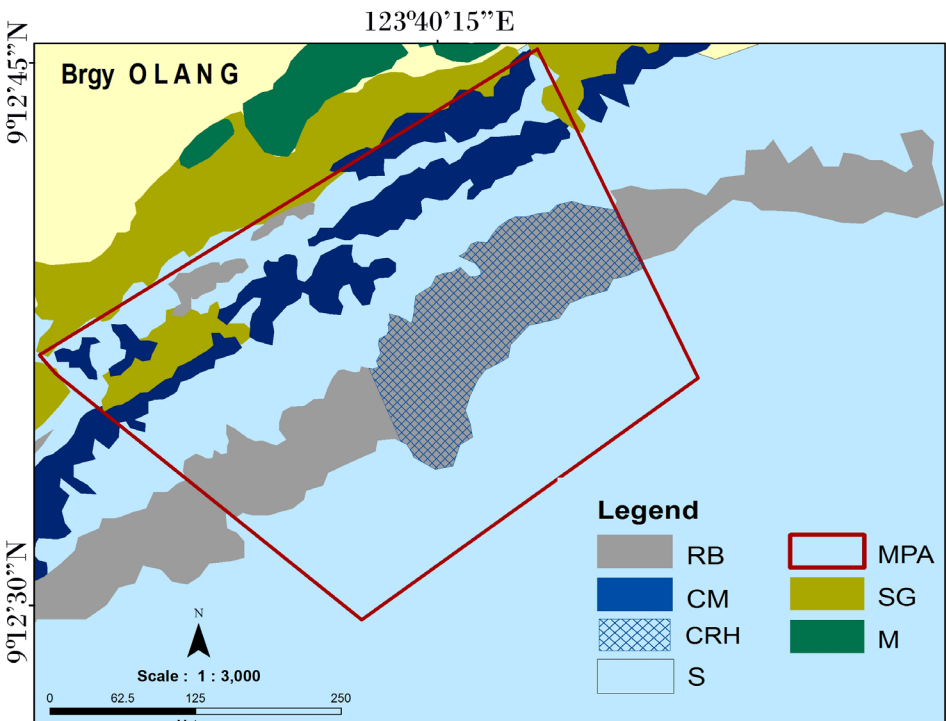 123º40’15”E
9º12’45”N
Brgy OLANG
9º12’30”N
Legend
RB
MPA
CM
SG
CRH
M
S
N
Scale : 1 : 3,000
0 62.5 125 250